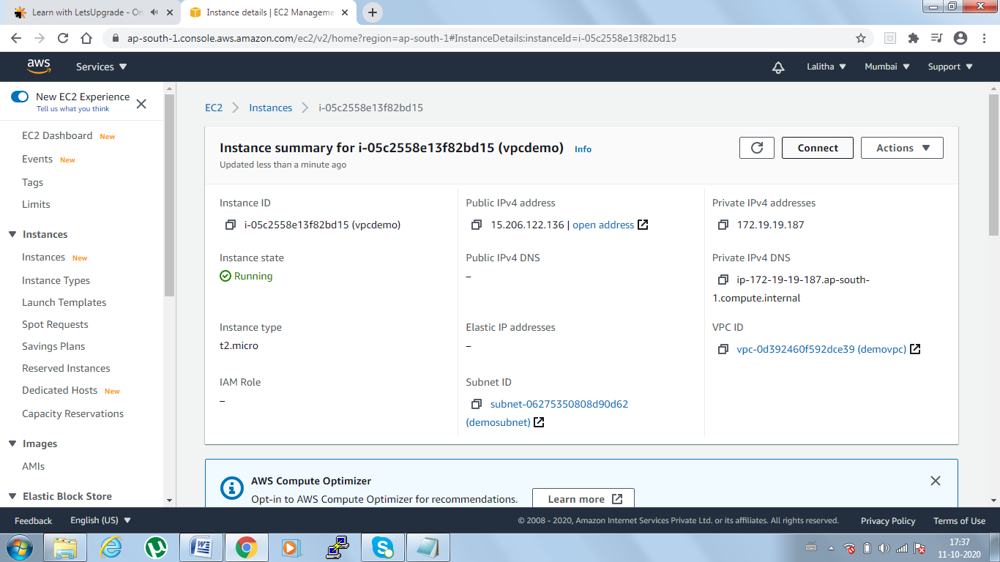 Learn with LetsUpgrade - On
Instance details | EC2 Manageme
ap-south-1.console.aws.amazon.com/ec2/v2/home?region=ap-south-1#InstanceDetails:instanceId=i-05c2558e13f82bd15
aws
Services
Lalitha
Mumbai
Support
New EC2 Experience
Tell us what you think
EC2 Dashboard New
Events New
Tags
Limits
Instances
Instances New
Instance Types
Launch Templates
Spot Requests
Savings Plans
Reserved Instances
Dedicated Hosts New
Capacity Reservations
Images
AMIs
Elastic Block Store
EC2 > Instances > i-05c2558e13f82bd15
Instance summary for i-05c2558e13f82bd15 (vpcdemo) Info
Updated less than a minute ago
Connect
Actions
Instance ID
i-05c2558e13f82bd15 (vpcdemo)
Public IPv4 address
15.206.122.136 | open address
Private IPv4 addresses
172.19.19.187
Instance state
Running
Public IPv4 DNS
–
Private IPv4 DNS
ip-172-19-19-187.ap-south-
1.compute.internal
Instance type
t2.micro
Elastic IP addresses
–
VPC ID
vpc-0d392460f592dce39 (demovpc)
IAM Role
–
Subnet ID
subnet-06275350808d90d62
(demosubnet)
AWS Compute Optimizer
Opt-in to AWS Compute Optimizer for recommendations.
Learn more
Feedback
English (US)
© 2008 - 2020, Amazon Internet Services Private Ltd. or its affiliates. All rights reserved.
Privacy Policy
Terms of Use
17:37
11-10-2020